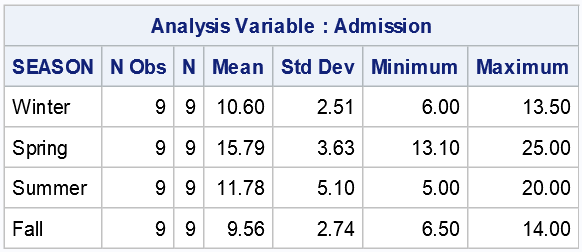 Analysis Variable : Admission
SEASON N Obs N Mean Std Dev Minimum Maximum
Winter 9 9 10.60 2.51 6.00 13.50
Spring 9 9 15.79 3.63 13.10 25.00
Summer 9 9 11.78 5.10 5.00 20.00
Fall 9 9 9.56 2.74 6.50 14.00